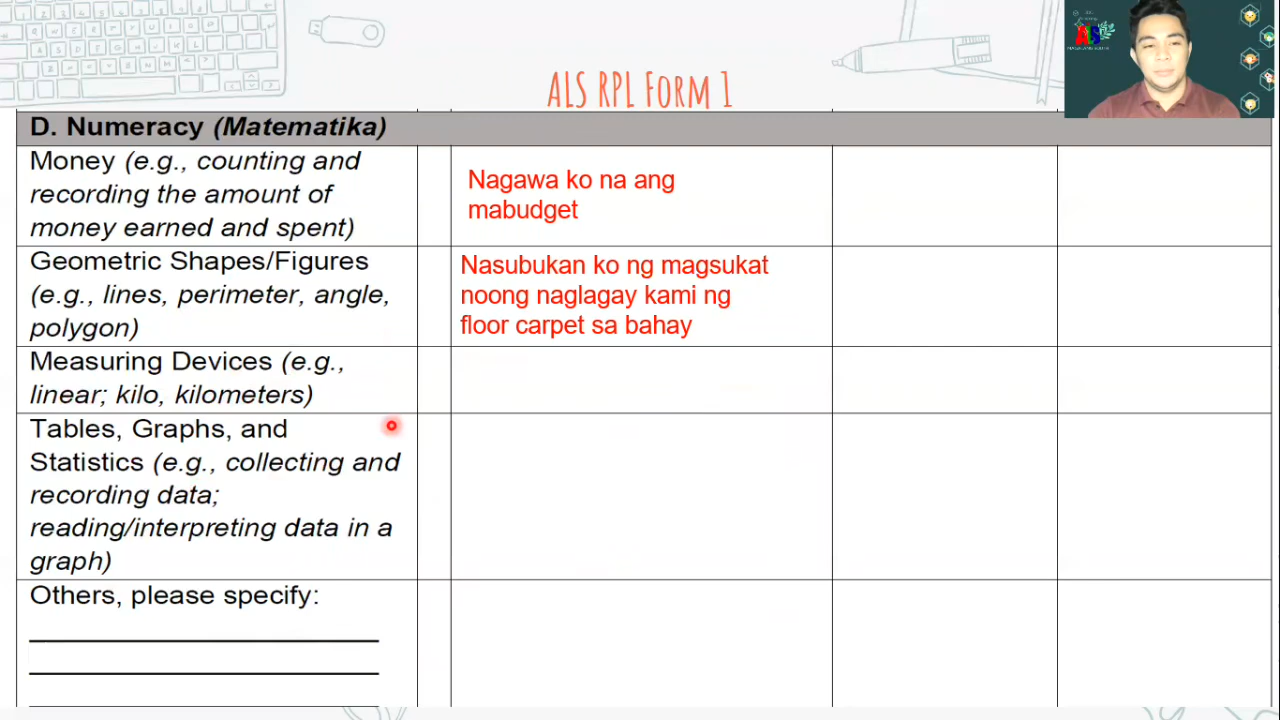 ALS RPL FORM 1
D. Numeracy (Matematika)
Money (e.g., counting and
recording the amount of
money earned and spent)
Nagawa ko na ang
mabudget
Geometric Shapes/Figures
(e.g., lines, perimeter, angle,
polygon)
Nasubukan ko ng magsukat
noong naglagay kami ng
floor carpet sa bahay
Measuring Devices (e.g.,
linear; kilo, kilometers)
Tables, Graphs, and
Statistics (e.g., collecting and
recording data;
reading/interpreting data in a
graph)
Others, please specify:
ALS